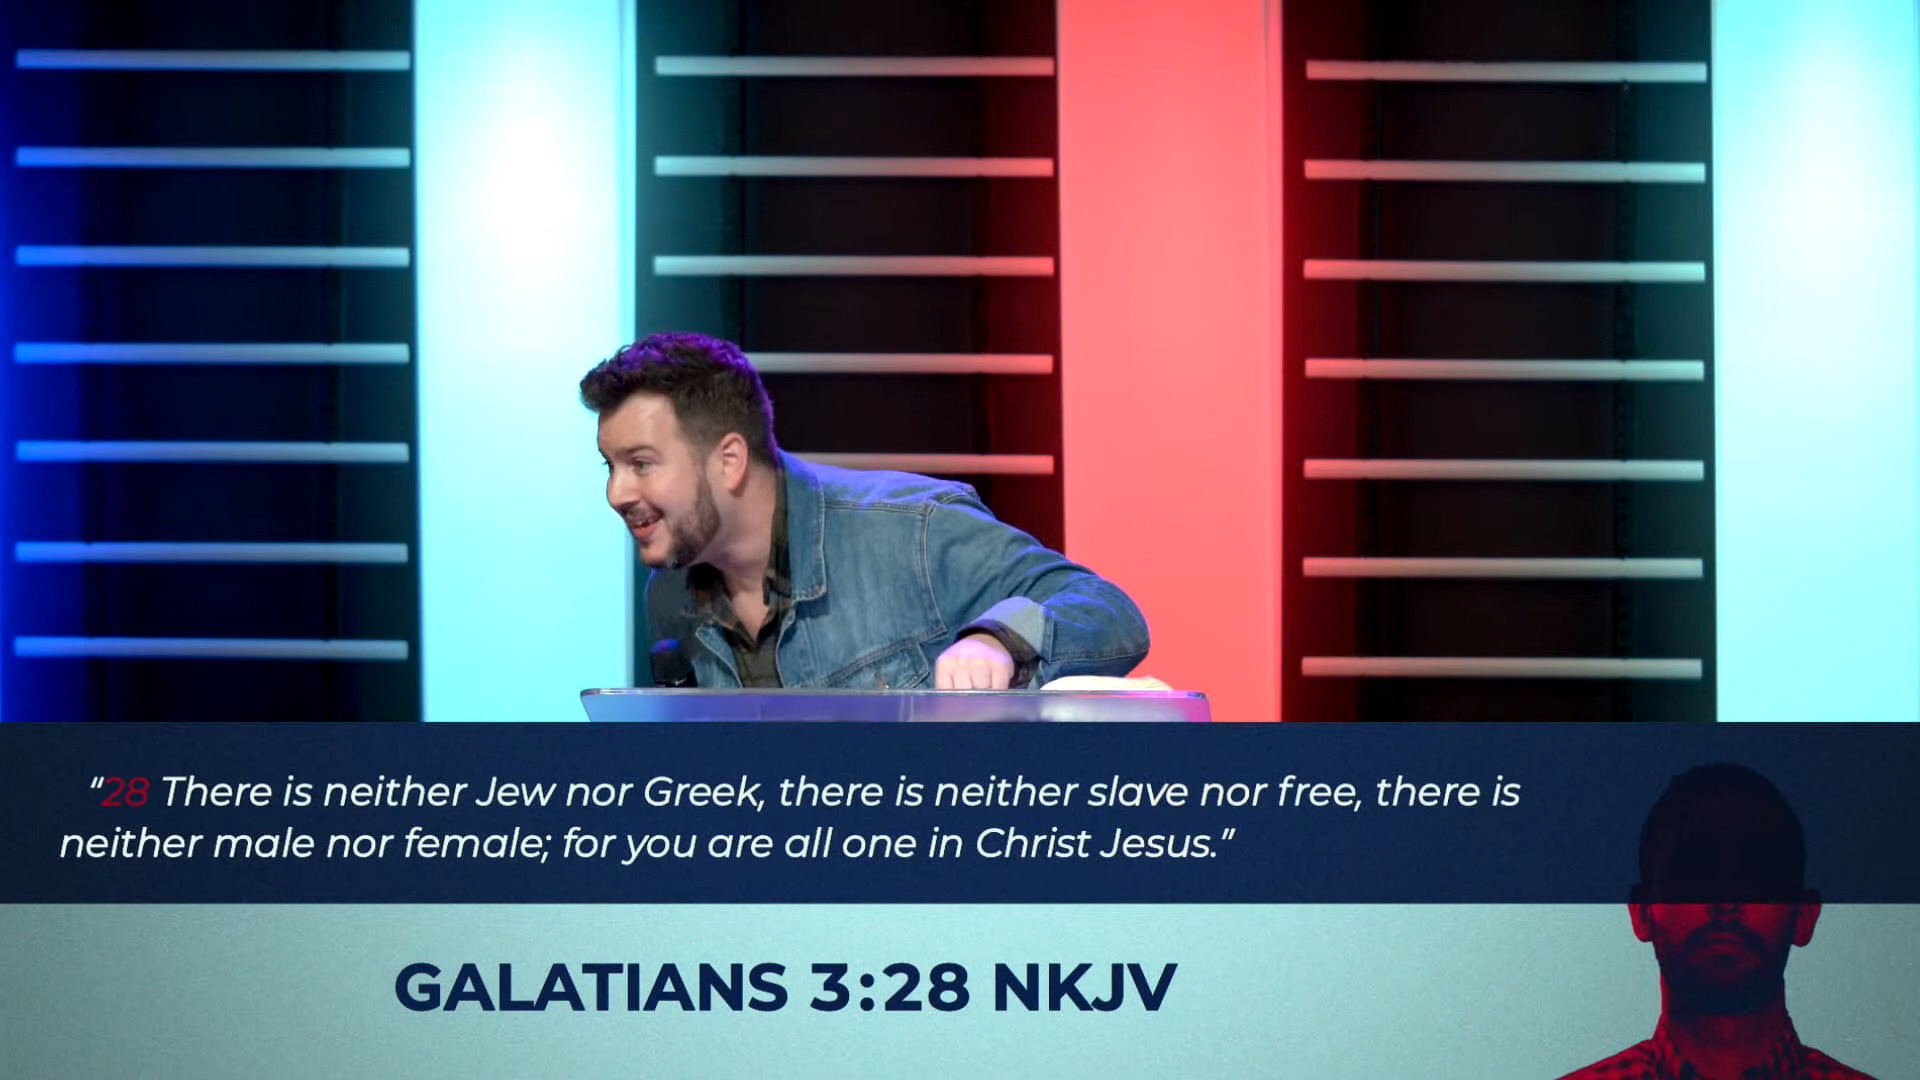 "28 There is neither Jew nor Greek, there is neither slave nor free, there is
neither male nor female; for you are all one in Christ Jesus."
GALATIANS 3:28 NKJV